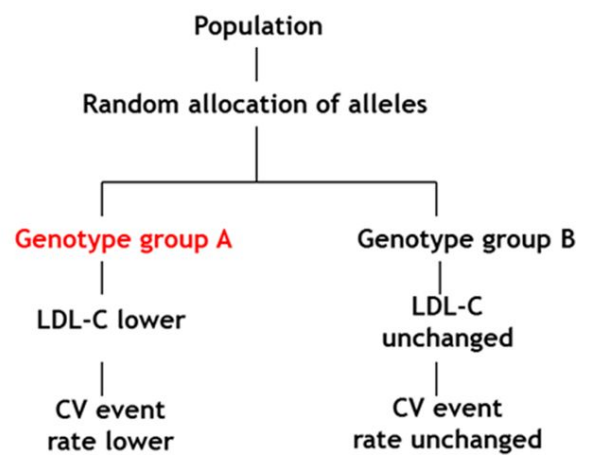 Population
Random allocation of alleles
Genotype group A
LDL-C lower
CV event
rate lower
Genotype group B
LDL-C
unchanged
CV event
rate unchanged